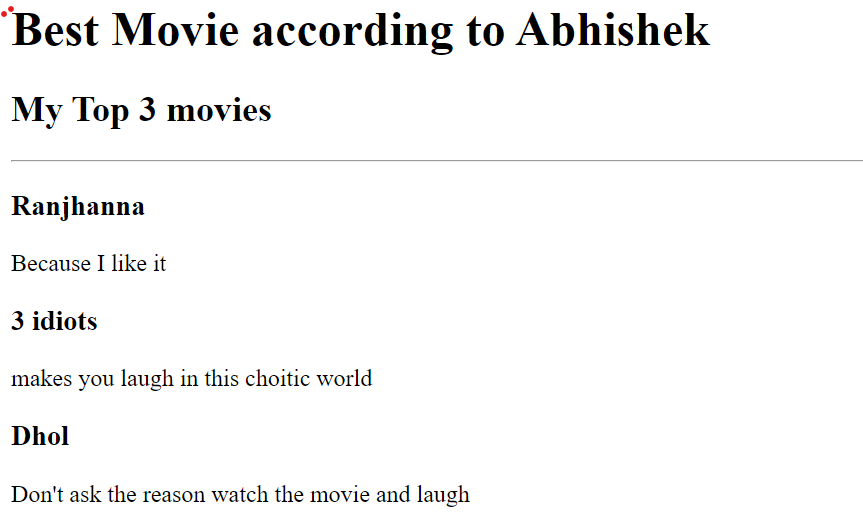 Best Movie according to Abhishek
My Top 3 movies
Ranjhanna
Because I like it
3 idiots
makes you laugh in this choitic world
Dhol
Don't ask the reason watch the movie and laugh